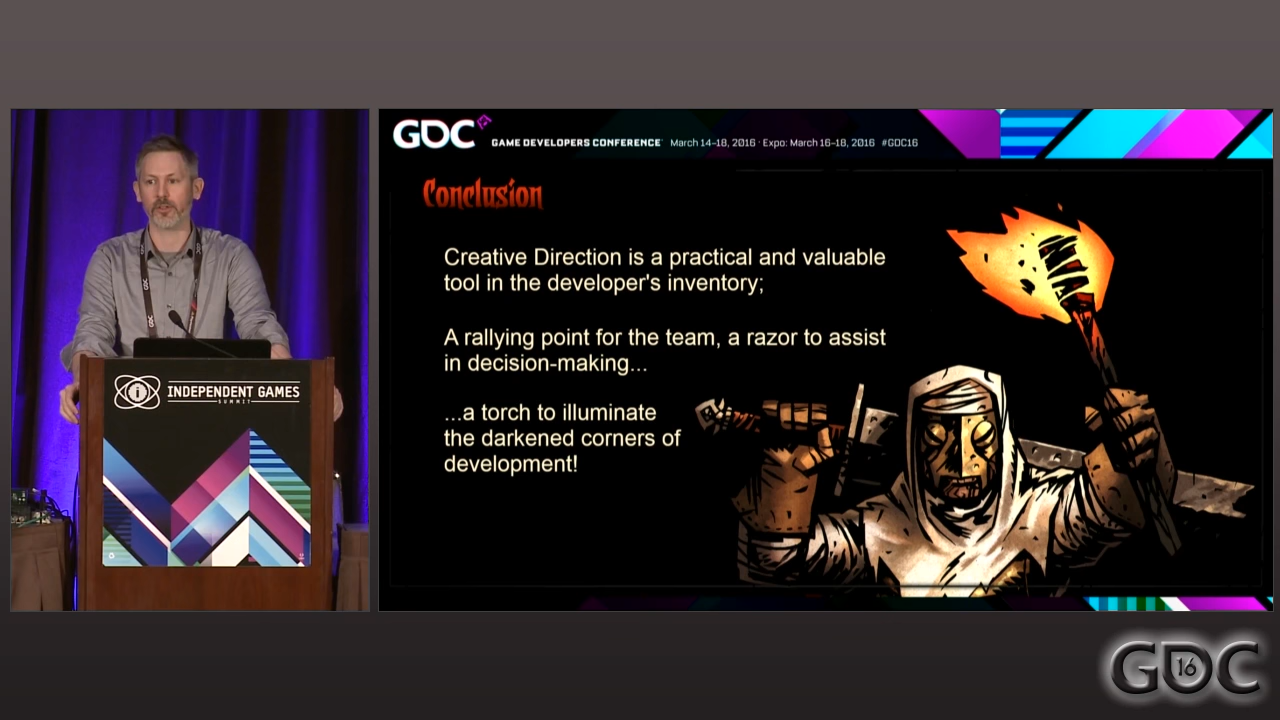 GDC
GAME DEVELOPERS CONFERENCE March 14–18, 2016 · Expo: March 16–18, 2016 #GDC16
Conclusion
Creative Direction is a practical and valuable
tool in the developer's inventory;
A rallying point for the team, a razor to assist
in decision-making...
...a torch to illuminate
the darkened corners of
development!
GDC
GDC
i
INDEPENDENT GAMES
SUMMIT
GDC
16